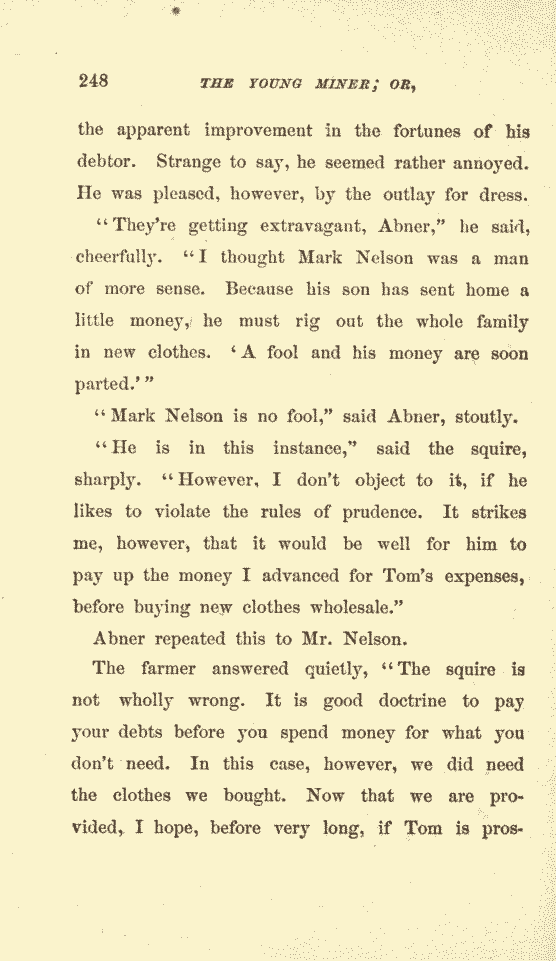 248 THE YOUNG MINER; OR,
the apparent improvement in the fortunes of his
debtor. Strange to say, he seemed rather annoyed.
He was pleased, however, by the outlay for dress.
“They're getting extravagant, Abner,” he said,
cheerfully. “I thought Mark Nelson was a man
of more sense. Because his son has sent home a
little money, he must rig out the whole family
in new clothes. ‘A fool and his money are soon
parted.’”
“Mark Nelson is no fool,” said Abner, stoutly.
“He is in this instance,” said the squire,
sharply. “However, I don't object to it, if he
likes to violate the rules of prudence. It strikes
me, however, that it would be well for him to
pay up the money I advanced for Tom's expenses,
before buying new clothes wholesale.”
Abner repeated this to Mr. Nelson.
The farmer answered quietly, “The squire is
not wholly wrong. It is good doctrine to pay
your debts before you spend money for what you
don't need. In this case, however, we did need
the clothes we bought. Now that we are pro-
vided, I hope, before very long, if Tom is pros-